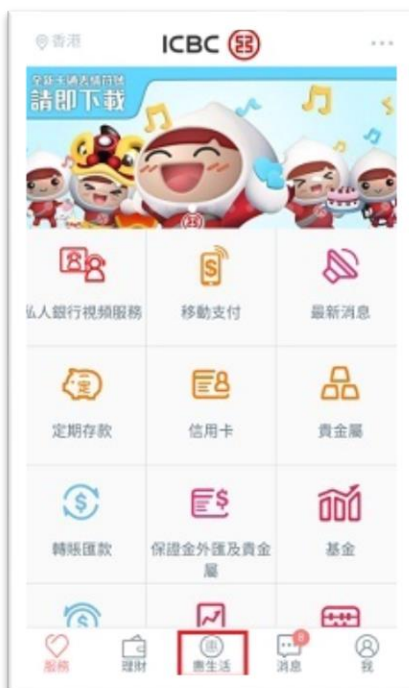 香港
ICBC
全新卡通表情符號
請即下載
私人銀行視頻服務
移動支付
最新消息
定期存款
信用卡
貴金屬
轉賬匯款
保證金外匯及貴金
屬
基金
服務
理財
惠生活
8
消息
我